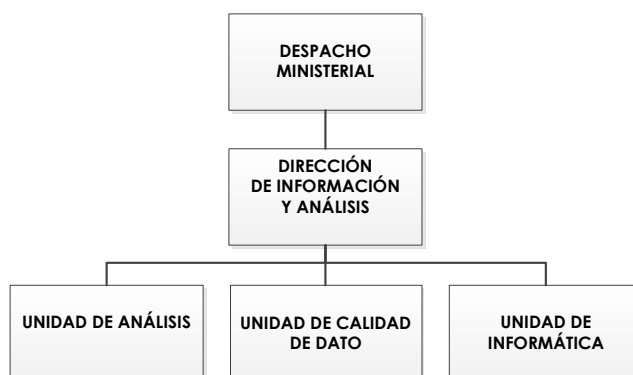 DESPACHO
MINISTERIAL
DIRECCIÓN
DE INFORMACIÓN
Y ANÁLISIS
UNIDAD DE ANÁLISIS
UNIDAD DE CALIDAD
DE DATO
UNIDAD DE
INFORMÁTICA